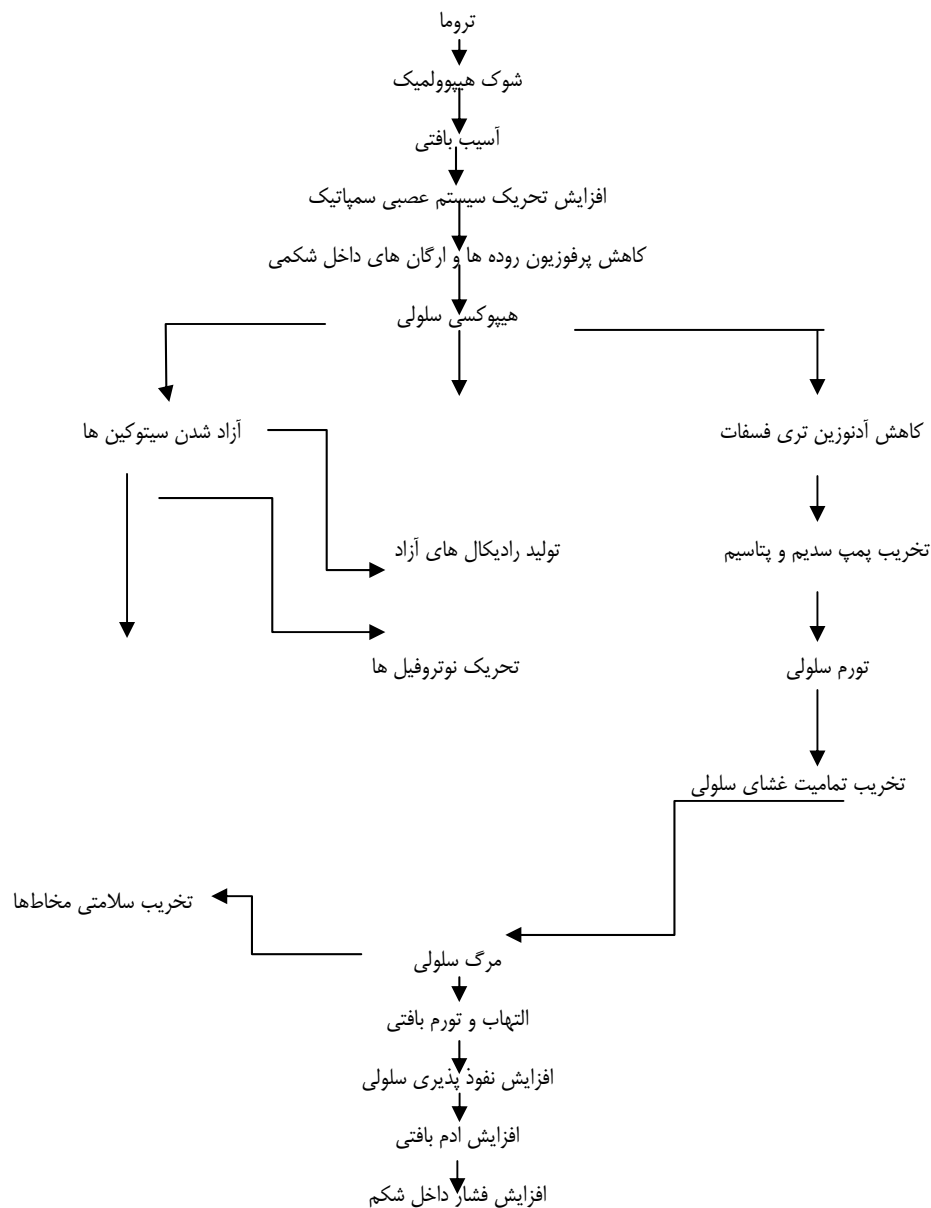 تروما
شوک هیپوولمیک
آسیب بافتی
افزایش تحریک سیستم عصبی سمپاتیک
کاهش پرفوزیون روده ها و ارگان های داخل شکمی
هیپوکسی سلولی
کاهش آدنوزین تری فسفات
آزاد شدن سیتوکین ها
تخریب پمپ سدیم و پتاسیم
تولید رادیکال های آزاد
تورم سلولی
تحریک نوتروفیل ها
تخریب تمامیت غشای سلولی
تخریب سلامتی مخاطها
مرگ سلولی
التهاب و تورم بافتی
افزایش نفوذ پذیری سلولی
افزایش ادم بافتی
افزایش فشار داخل شکم